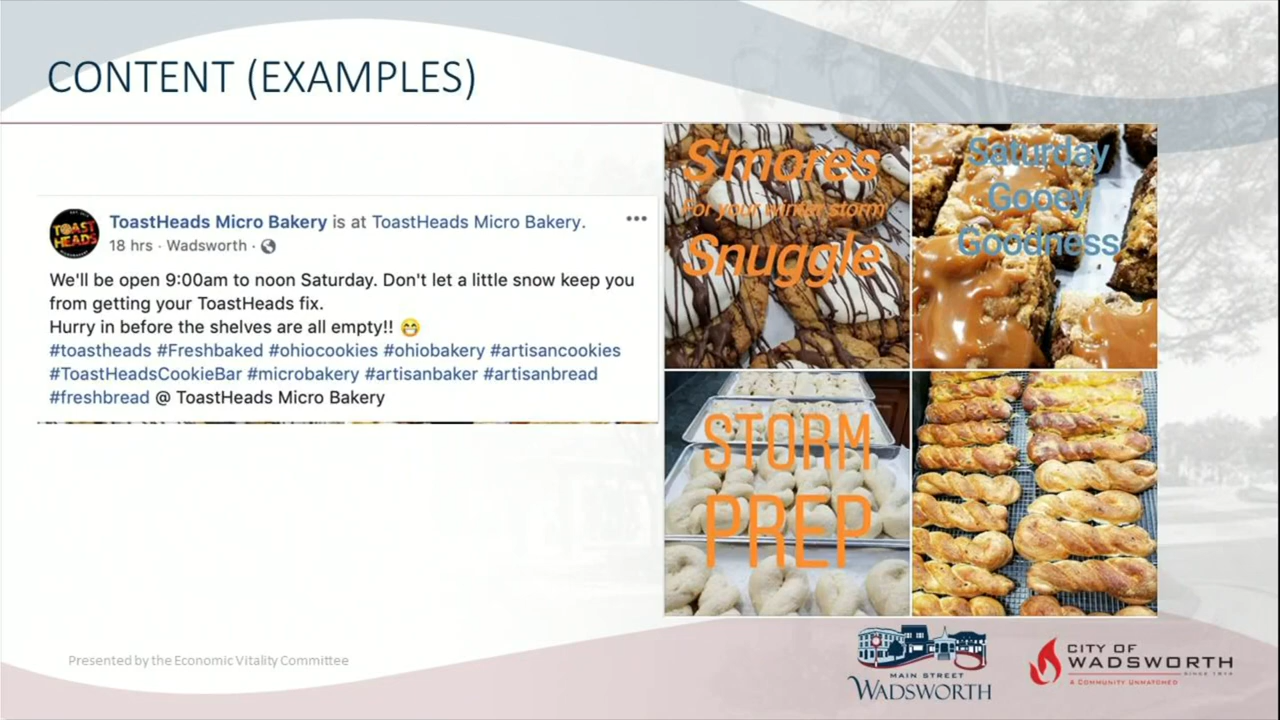 CONTENT (EXAMPLES)
TOAST
HEADS
ToastHeads Micro Bakery is at ToastHeads Micro Bakery.
18 hrs · Wadsworth ·
We'll be open 9:00am to noon Saturday. Don't let a little snow keep you
from getting your ToastHeads fix.
Hurry in before the shelves are all empty!! 😁
#toastheads #Freshbaked #ohiocookies #ohiobakery #artisancookies
#ToastHeadsCookieBar #microbakery #artisanbaker #artisanbread
#freshbread @ ToastHeads Micro Bakery
S'mores
For your winter storm
Snuggle
Saturday
Gooey
Goodness
STORM
PREP
Presented by the Economic Vitality Committee
MAIN STREET
WADSWORTH
CITY OF
WADSWORTH
SINCE 1814
A COMMUNITY UNMATCHED